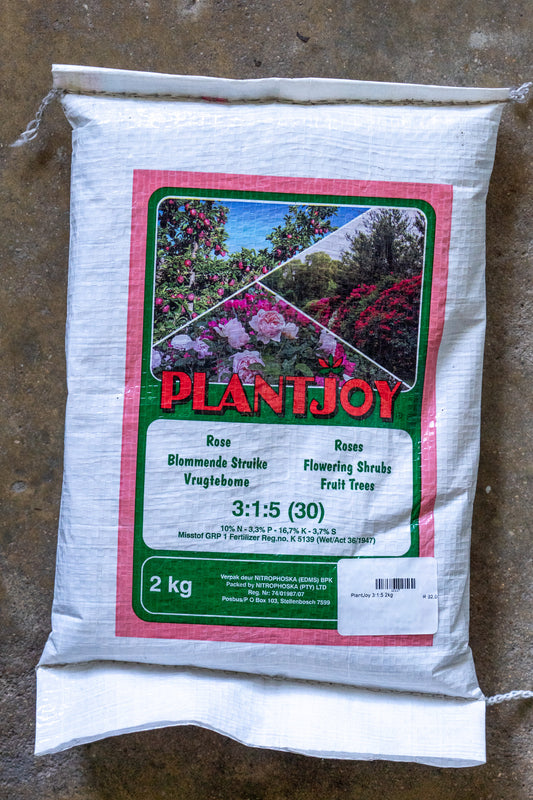 PLANTJOY
Rose
Blommende Struike
Vrugtebome
Roses
Flowering Shrubs
Fruit Trees
3:1:5 (30)
10% N - 3,3% P - 16,7% K - 3,7% S
Misstof GRP 1 Fertilizer Reg.no. K 5139 (Wet/Act 36/1947)
2 kg
Verpak deur NITROPHOSKA (EDMS) BPK
Packed by NITROPHOSKA (PTY) LTD
Reg. Nr: 74/01987/07
Posbus/P O Box 103, Stellenbosch 7599
PlantJoy 3:1:5 2kg